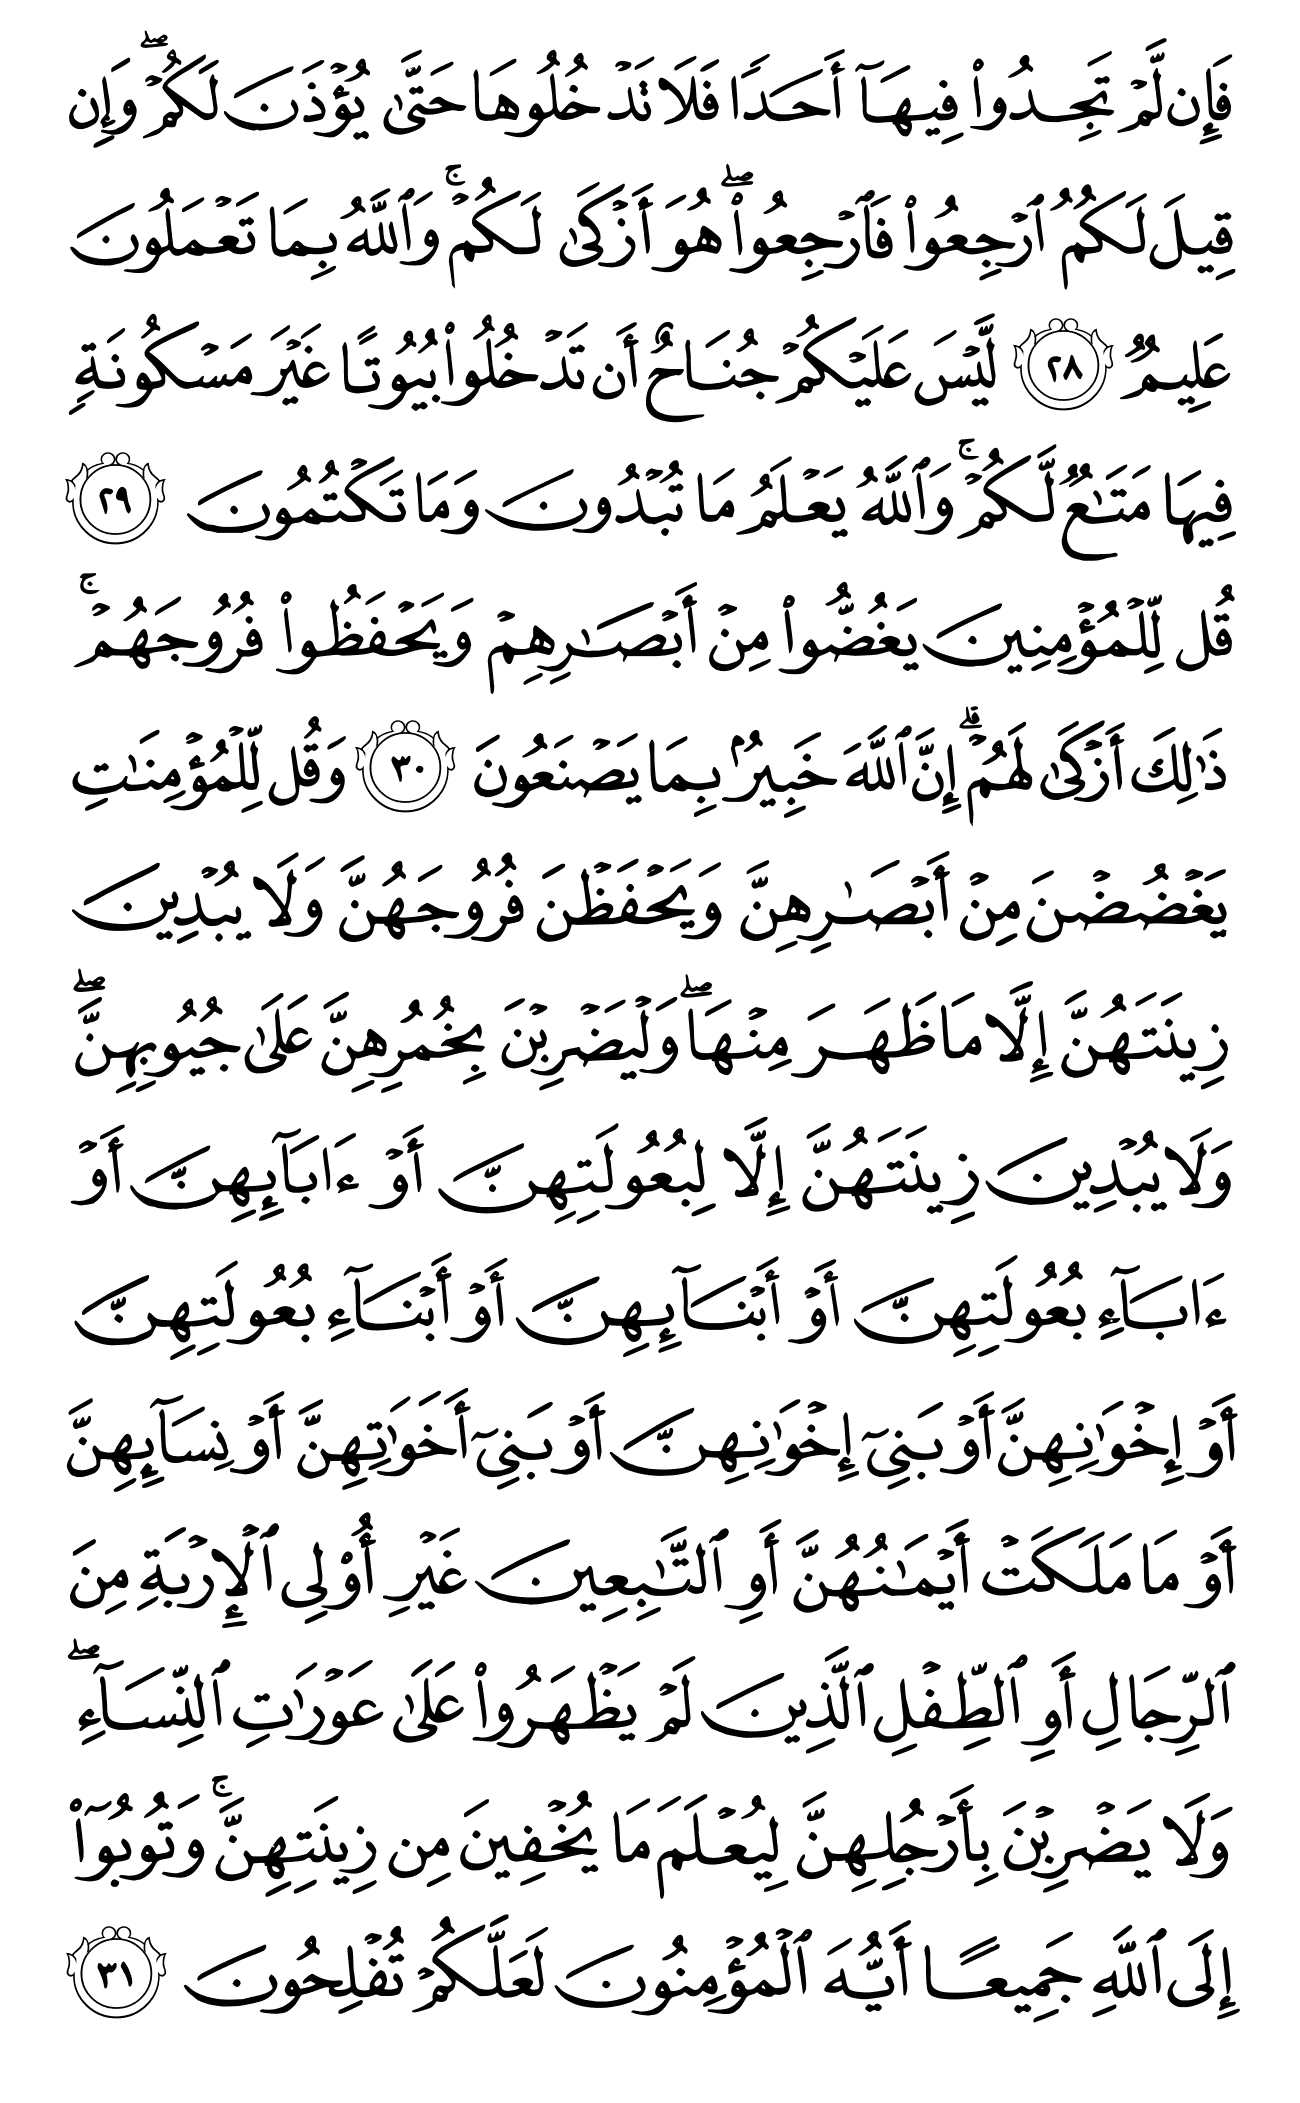 فَإِن لَّمْ تَجِدُوا۟ فِيهَآ أَحَدًا فَلَا تَدْخُلُوهَا حَتَّىٰ يُؤْذَنَ لَكُمْ ۖ وَإِن
قِيلَ لَكُمُ ٱرْجِعُوا۟ فَٱرْجِعُوا۟ ۖ هُوَ أَزْكَىٰ لَكُمْ ۚ وَٱللَّهُ بِمَا تَعْمَلُونَ
عَلِيمٌ ٢٨ لَّيْسَ عَلَيْكُمْ جُنَاحٌ أَن تَدْخُلُوا۟ بُيُوتًا غَيْرَ مَسْكُونَةٍ
فِيهَا مَتَـٰعٌ لَّكُمْ ۚ وَٱللَّهُ يَعْلَمُ مَا تُبْدُونَ وَمَا تَكْتُمُونَ ٢٩
قُل لِّلْمُؤْمِنِينَ يَغُضُّوا۟ مِنْ أَبْصَـٰرِهِمْ وَيَحْفَظُوا۟ فُرُوجَهُمْ ۚ
ذَٰلِكَ أَزْكَىٰ لَهُمْ ۗ إِنَّ ٱللَّهَ خَبِيرٌۢ بِمَا يَصْنَعُونَ ٣٠ وَقُل لِّلْمُؤْمِنَـٰتِ
يَغْضُضْنَ مِنْ أَبْصَـٰرِهِنَّ وَيَحْفَظْنَ فُرُوجَهُنَّ وَلَا يُبْدِينَ
زِينَتَهُنَّ إِلَّا مَا ظَهَرَ مِنْهَا ۖ وَلْيَضْرِبْنَ بِخُمُرِهِنَّ عَلَىٰ جُيُوبِهِنَّ ۖ
وَلَا يُبْدِينَ زِينَتَهُنَّ إِلَّا لِبُعُولَتِهِنَّ أَوْ ءَابَآئِهِنَّ أَوْ
ءَابَآءِ بُعُولَتِهِنَّ أَوْ أَبْنَآئِهِنَّ أَوْ أَبْنَآءِ بُعُولَتِهِنَّ
أَوْ إِخْوَٰنِهِنَّ أَوْ بَنِىٓ إِخْوَٰنِهِنَّ أَوْ بَنِىٓ أَخَوَٰتِهِنَّ أَوْ نِسَآئِهِنَّ
أَوْ مَا مَلَكَتْ أَيْمَـٰنُهُنَّ أَوِ ٱلتَّـٰبِعِينَ غَيْرِ أُو۟لِى ٱلْإِرْبَةِ مِنَ
ٱلرِّجَالِ أَوِ ٱلطِّفْلِ ٱلَّذِينَ لَمْ يَظْهَرُوا۟ عَلَىٰ عَوْرَٰتِ ٱلنِّسَآءِ ۖ
وَلَا يَضْرِبْنَ بِأَرْجُلِهِنَّ لِيُعْلَمَ مَا يُخْفِينَ مِن زِينَتِهِنَّ ۚ وَتُوبُوٓا۟
إِلَى ٱللَّهِ جَمِيعًا أَيُّهَ ٱلْمُؤْمِنُونَ لَعَلَّكُمْ تُفْلِحُونَ ٣١